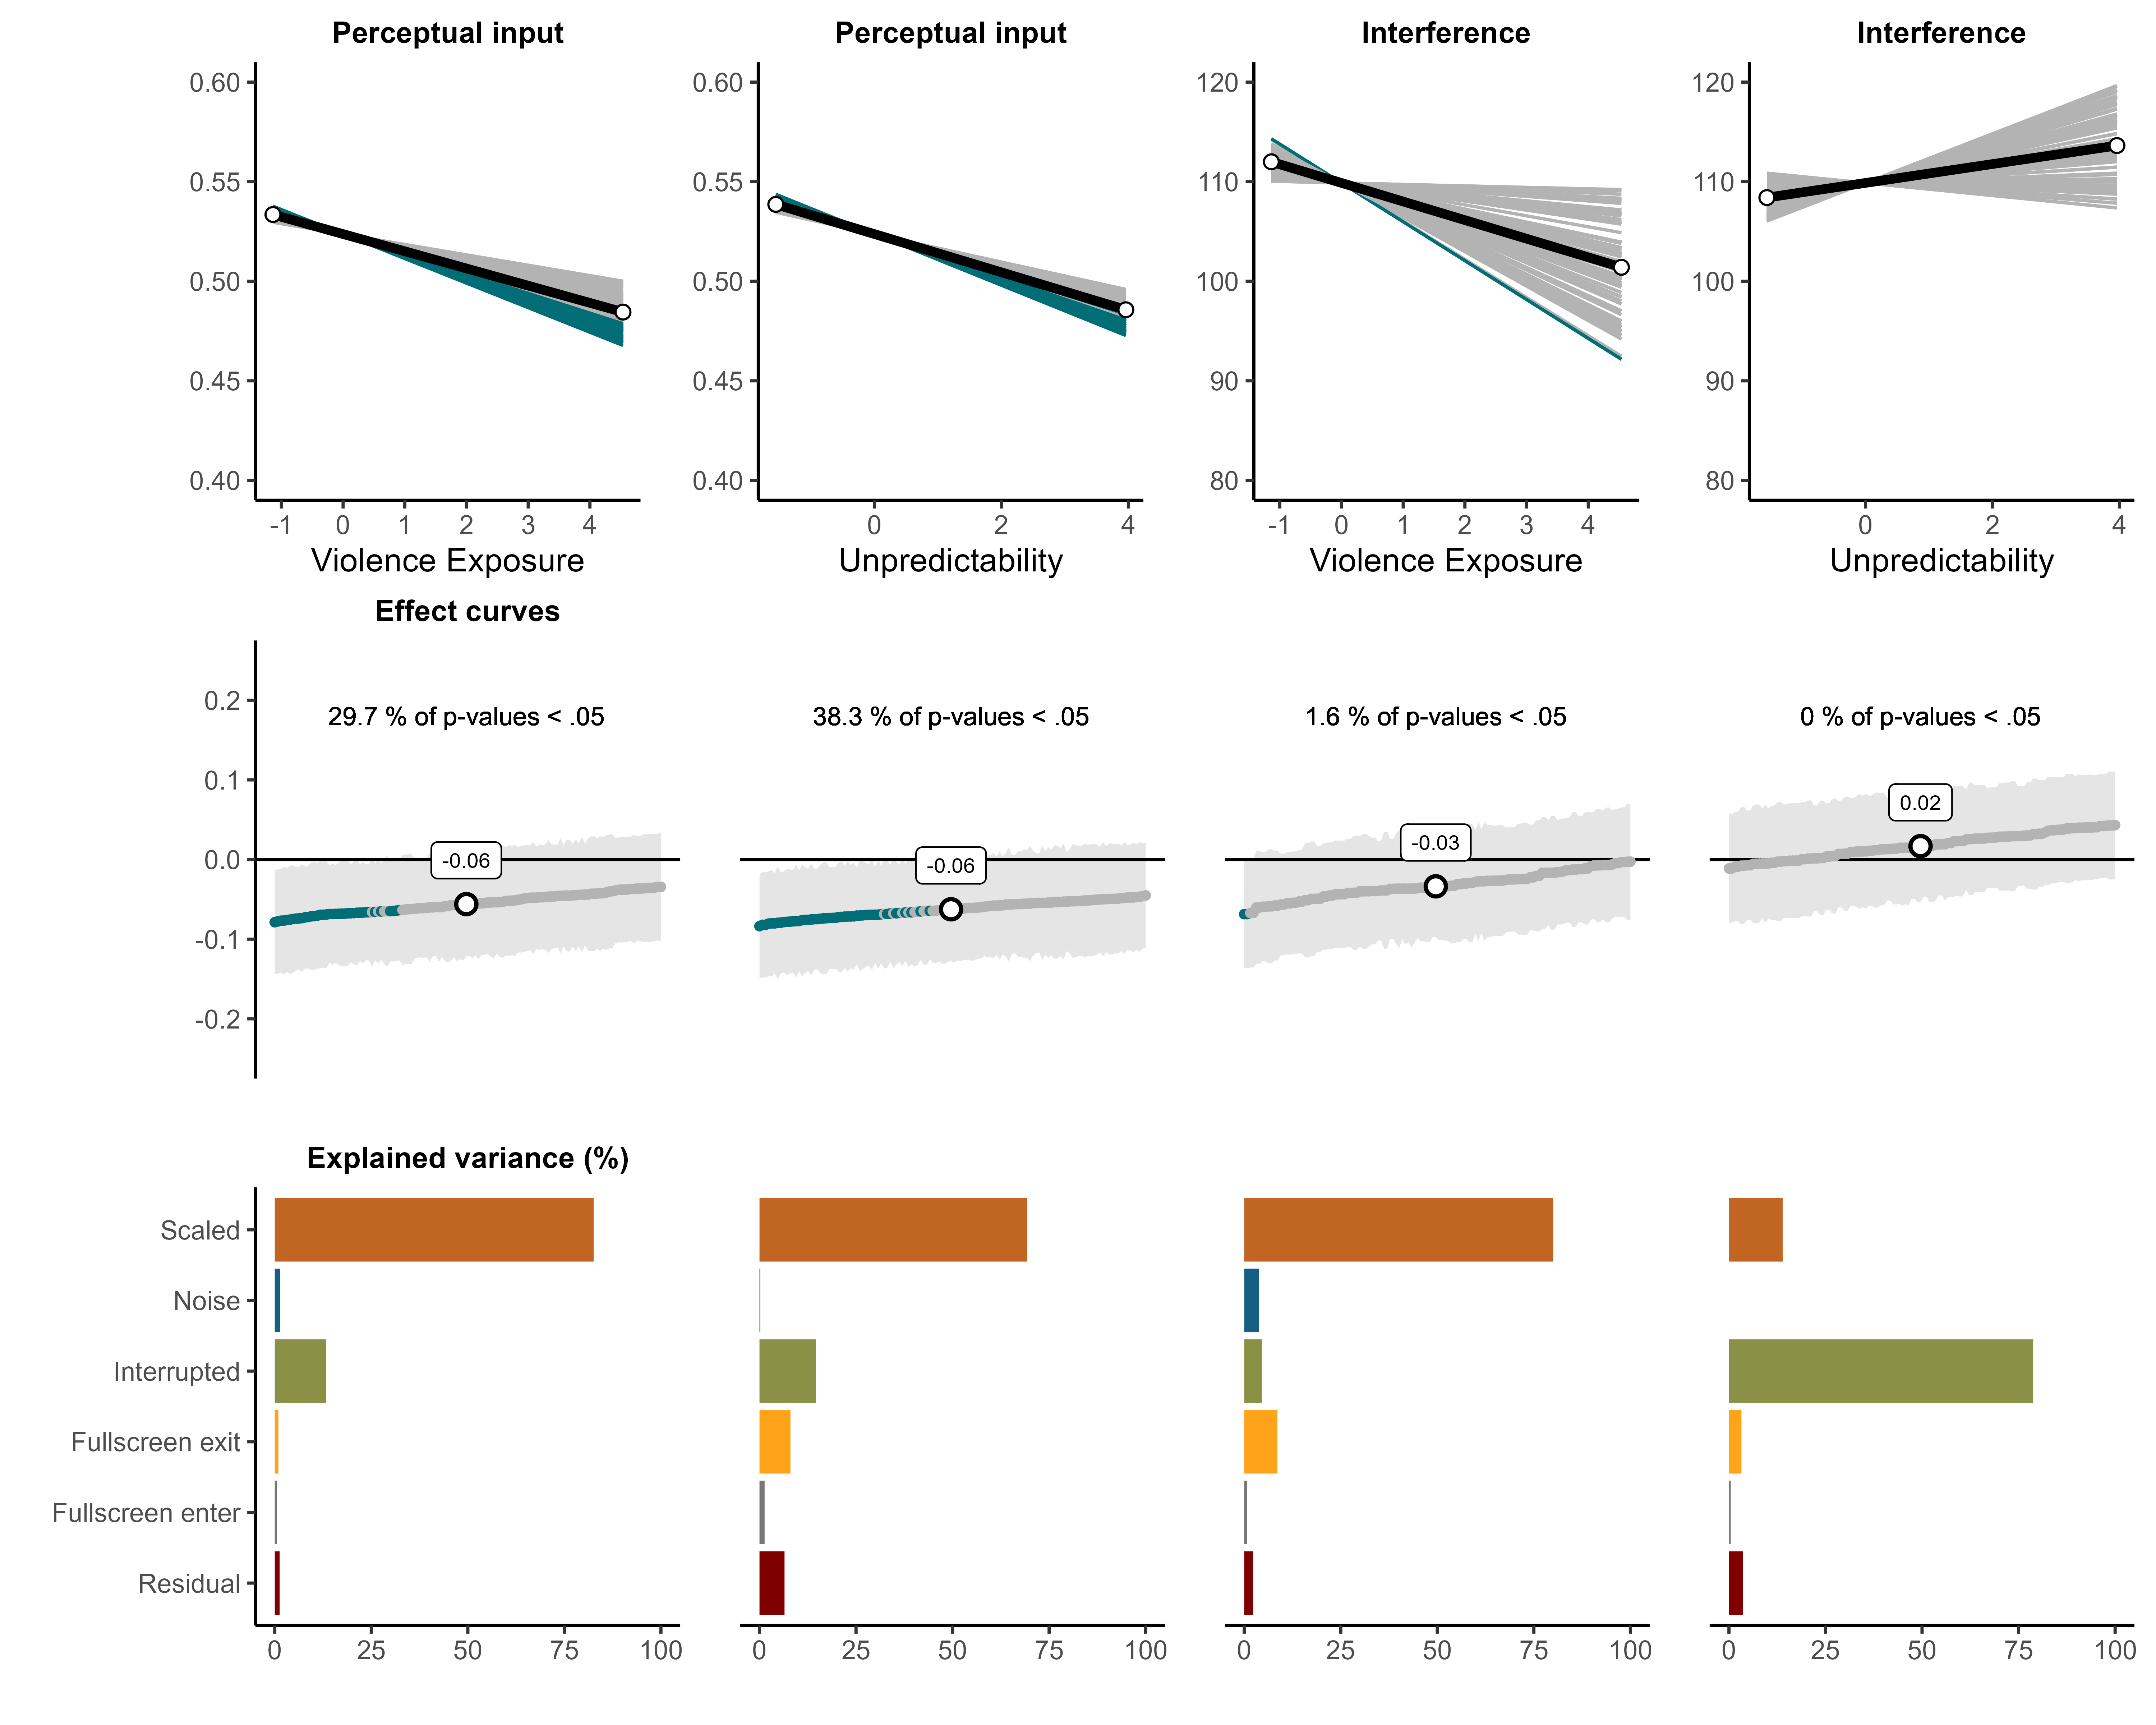 Perceptual input Perceptual input Interference Interference
0.60 0.60 120 120
0.55 0.55 110 110
0.50 0.50 100 100
0.45 0.45 90 90
0.40 0.40 80 80
-1 0 1 2 3 4 0 2 4 -1 0 1 2 3 4 0 2 4
Violence Exposure Unpredictability Violence Exposure Unpredictability
Effect curves
0.2
29.7 % of p-values < .05 38.3 % of p-values < .05 1.6 % of p-values < .05 0 % of p-values < .05
0.1
0.02
-0.03
0.0 -0.06 -0.06
-0.1
-0.2
Explained variance (%)
Scaled
Noise
Interrupted
Fullscreen exit
Fullscreen enter
Residual
0 25 50 75 100 0 25 50 75 100 0 25 50 75 100 0 25 50 75 100